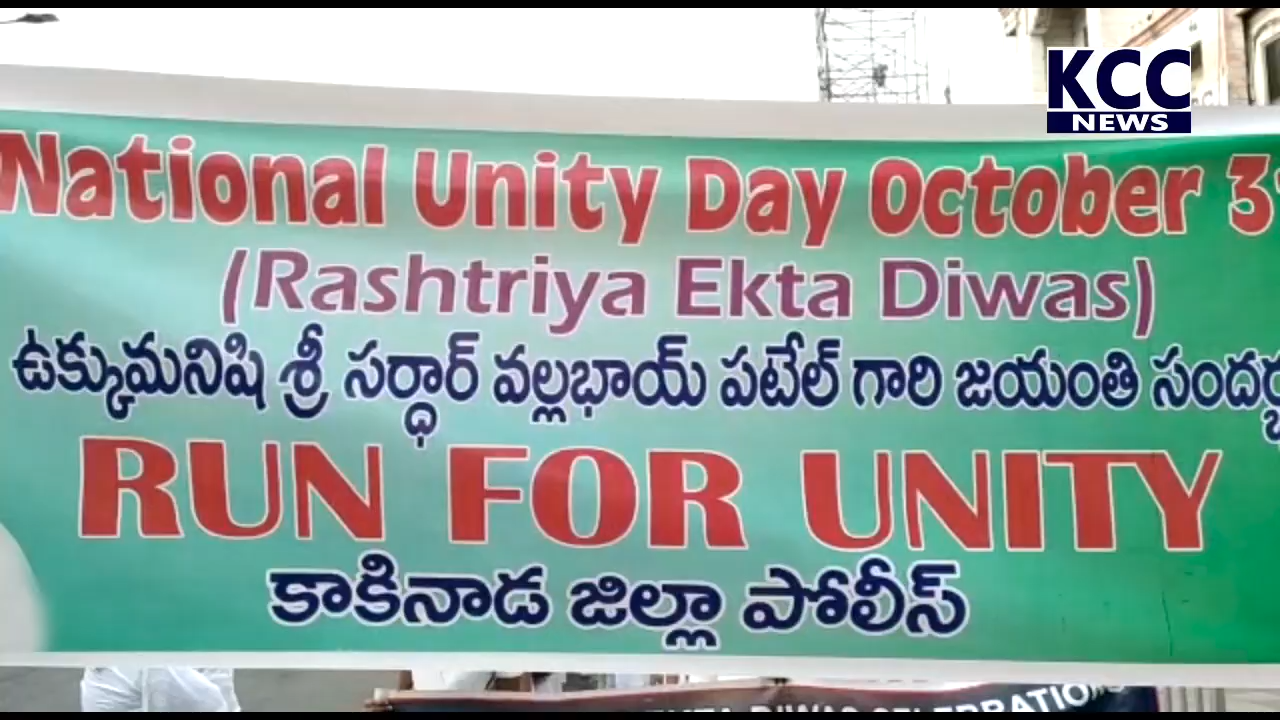 KCC
NEWS
National Unity Day October
(Rashtriya Ekta Diwas)
ఉక్కుమనిషి శ్రీ సర్ధార్ వల్లభాయ్ పటేల్ గారి జయంతి
RUN FOR UNITY
కాకినాడ జిల్లా పోలీస్